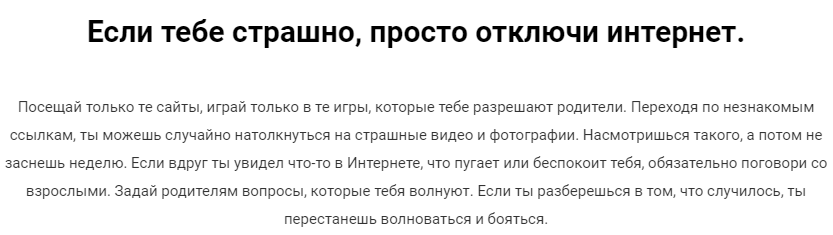 Если тебе страшно, просто отключи интернет.
Посещай только те сайты, играй только в те игры, которые тебе разрешают родители. Переходя по незнакомым
ссылкам, ты можешь случайно натолкнуться на страшные видео и фотографии. Насмотришься такого, а потом не
заснешь неделю. Если вдруг ты увидел что-то в Интернете, что пугает или беспокоит тебя, обязательно поговори со
взрослыми. Задай родителям вопросы, которые тебя волнуют. Если ты разберешься в том, что случилось, ты
перестанешь волноваться и бояться.